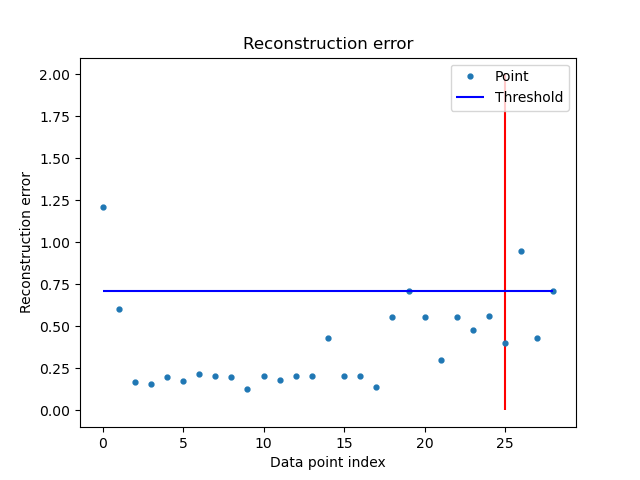 Reconstruction error
Point
Threshold
Reconstruction error
2.00
1.75
1.50
1.25
1.00
0.75
0.50
0.25
0.00
0 5 10 15 20 25
Data point index